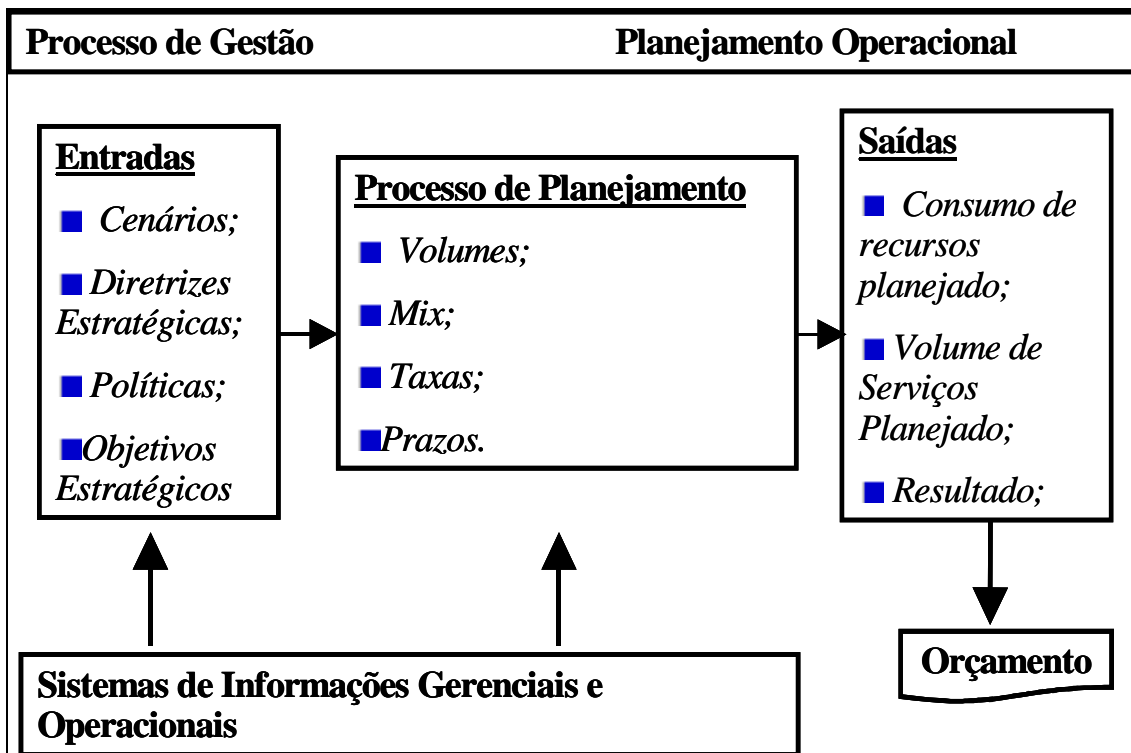 Processo de Gestão
Planejamento Operacional
Entradas
Cenários;
Diretrizes
Estratégicas;
Políticas;
Objetivos
Estratégicos
Processo de Planejamento
Volumes;
Mix;
Taxas;
Prazos.
Saídas
Consumo de
recursos
planejado;
Volume de
Serviços
Planejado;
Resultado;
Orçamento
Sistemas de Informações Gerenciais e
Operacionais